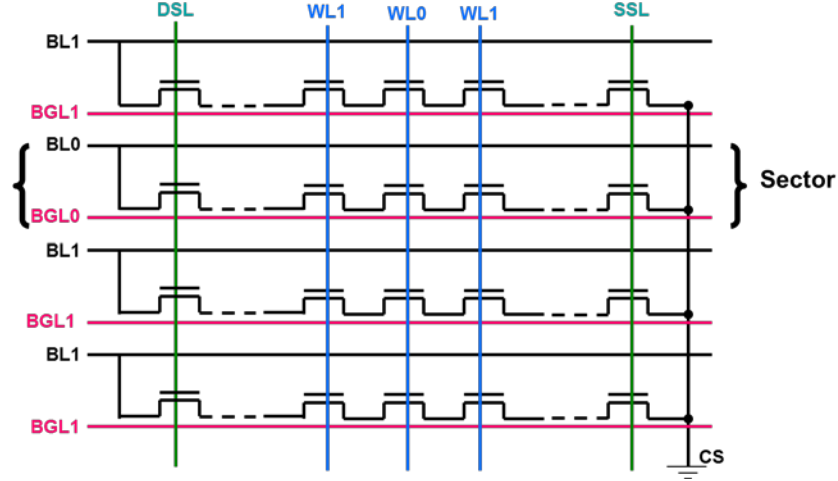 DSL WL1 WL0 WL1 SSL
BL1
BGL1
BL0
Sector
BGL0
BL1
BGL1
BL1
BGL1
CS